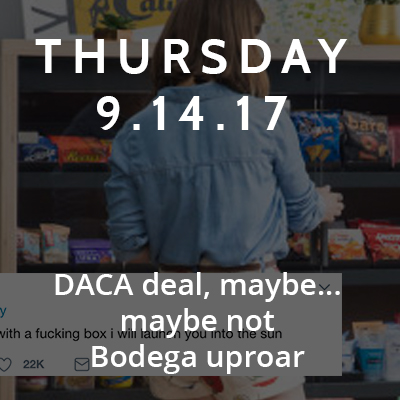 THURSDAY
9.14.17
DACA deal, maybe...
maybe not
with a fucking box i will launch you into the sun
22K
Bodega uproar